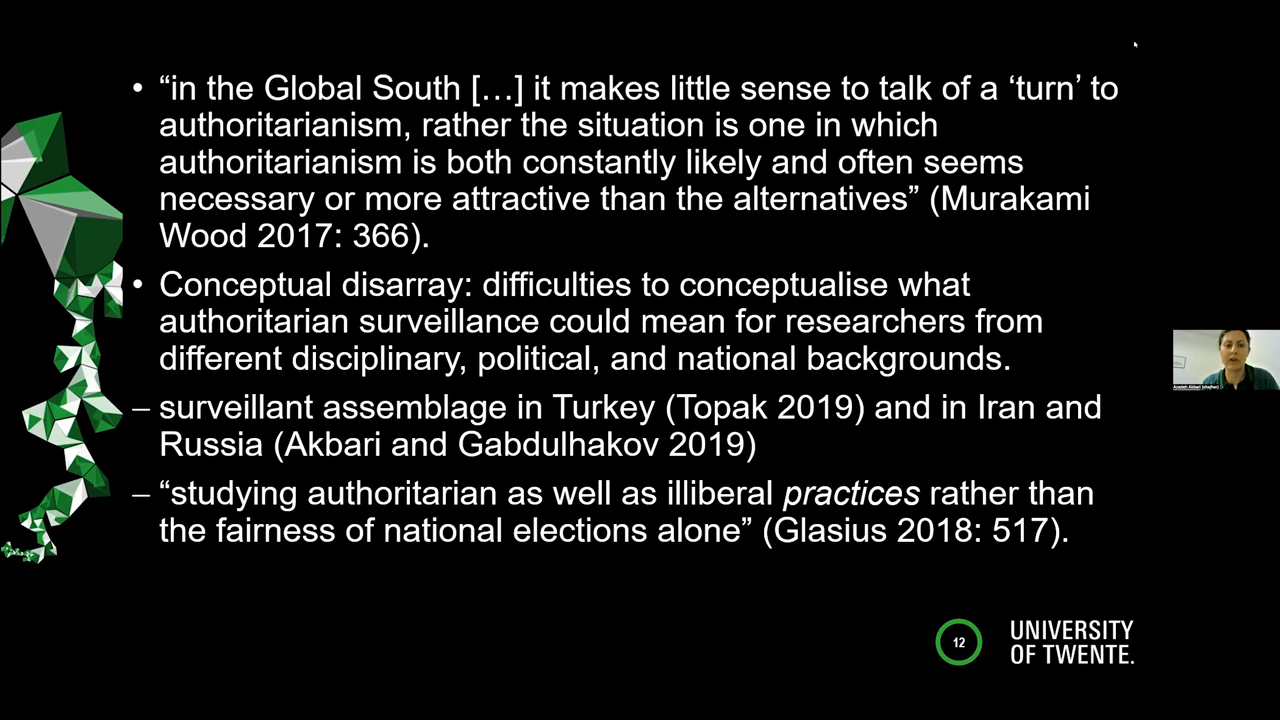 • “in the Global South […] it makes little sense to talk of a ‘turn’ to
authoritarianism, rather the situation is one in which
authoritarianism is both constantly likely and often seems
necessary or more attractive than the alternatives” (Murakami
Wood 2017: 366).
• Conceptual disarray: difficulties to conceptualise what
authoritarian surveillance could mean for researchers from
different disciplinary, political, and national backgrounds.
– surveillant assemblage in Turkey (Topak 2019) and in Iran and
Russia (Akbari and Gabdulhakov 2019)
– “studying authoritarian as well as illiberal practices rather than
the fairness of national elections alone” (Glasius 2018: 517).
Azadeh Akbari (she/her)
12
UNIVERSITY
OF TWENTE.